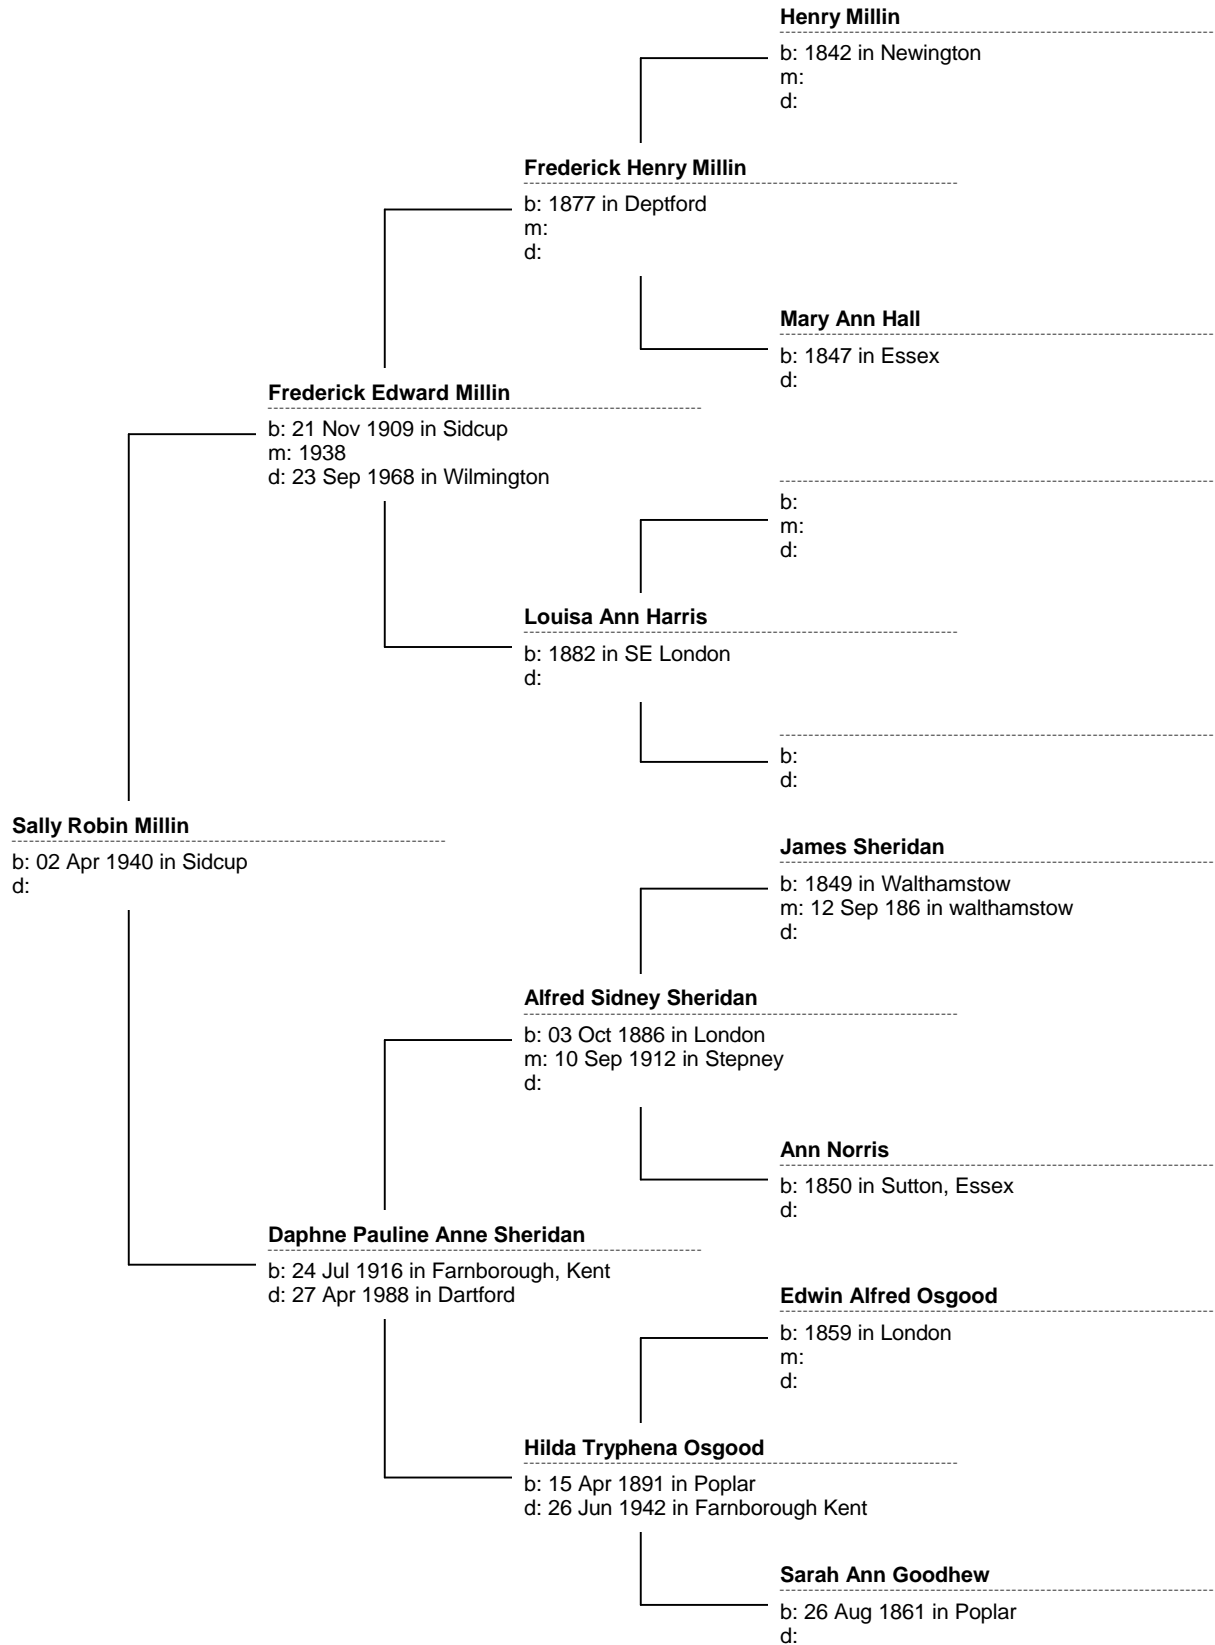 Henry Millin
b: 1842 in Newington
m:
d:
Frederick Henry Millin
b: 1877 in Deptford
m:
d:
Mary Ann Hall
b: 1847 in Essex
d:
Frederick Edward Millin
b: 21 Nov 1909 in Sidcup
m: 1938
d: 23 Sep 1968 in Wilmington
b:
m:
d:
Louisa Ann Harris
b: 1882 in SE London
d:
b:
d:
Sally Robin Millin
b: 02 Apr 1940 in Sidcup
d:
James Sheridan
b: 1849 in Walthamstow
m: 12 Sep 186 in walthamstow
d:
Alfred Sidney Sheridan
b: 03 Oct 1886 in London
m: 10 Sep 1912 in Stepney
d:
Ann Norris
b: 1850 in Sutton, Essex
d:
Daphne Pauline Anne Sheridan
b: 24 Jul 1916 in Farnborough, Kent
d: 27 Apr 1988 in Dartford
Edwin Alfred Osgood
b: 1859 in London
m:
d:
Hilda Tryphena Osgood
b: 15 Apr 1891 in Poplar
d: 26 Jun 1942 in Farnborough Kent
Sarah Ann Goodhew
b: 26 Aug 1861 in Poplar
d: